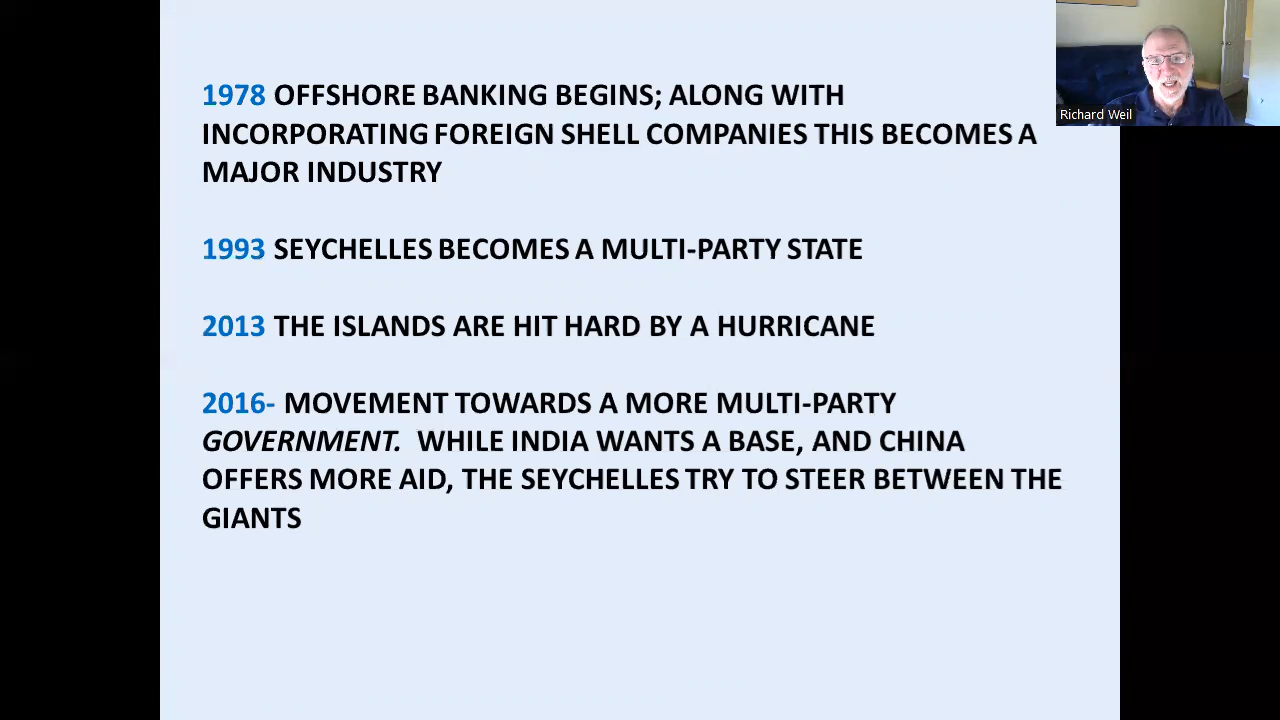 1978 OFFSHORE BANKING BEGINS; ALONG WITH
INCORPORATING FOREIGN SHELL COMPANIES THIS BECOMES A
MAJOR INDUSTRY
1993 SEYCHELLES BECOMES A MULTI-PARTY STATE
2013 THE ISLANDS ARE HIT HARD BY A HURRICANE
2016- MOVEMENT TOWARDS A MORE MULTI-PARTY
GOVERNMENT. WHILE INDIA WANTS A BASE, AND CHINA
OFFERS MORE AID, THE SEYCHELLES TRY TO STEER BETWEEN THE
GIANTS
Richard Weil